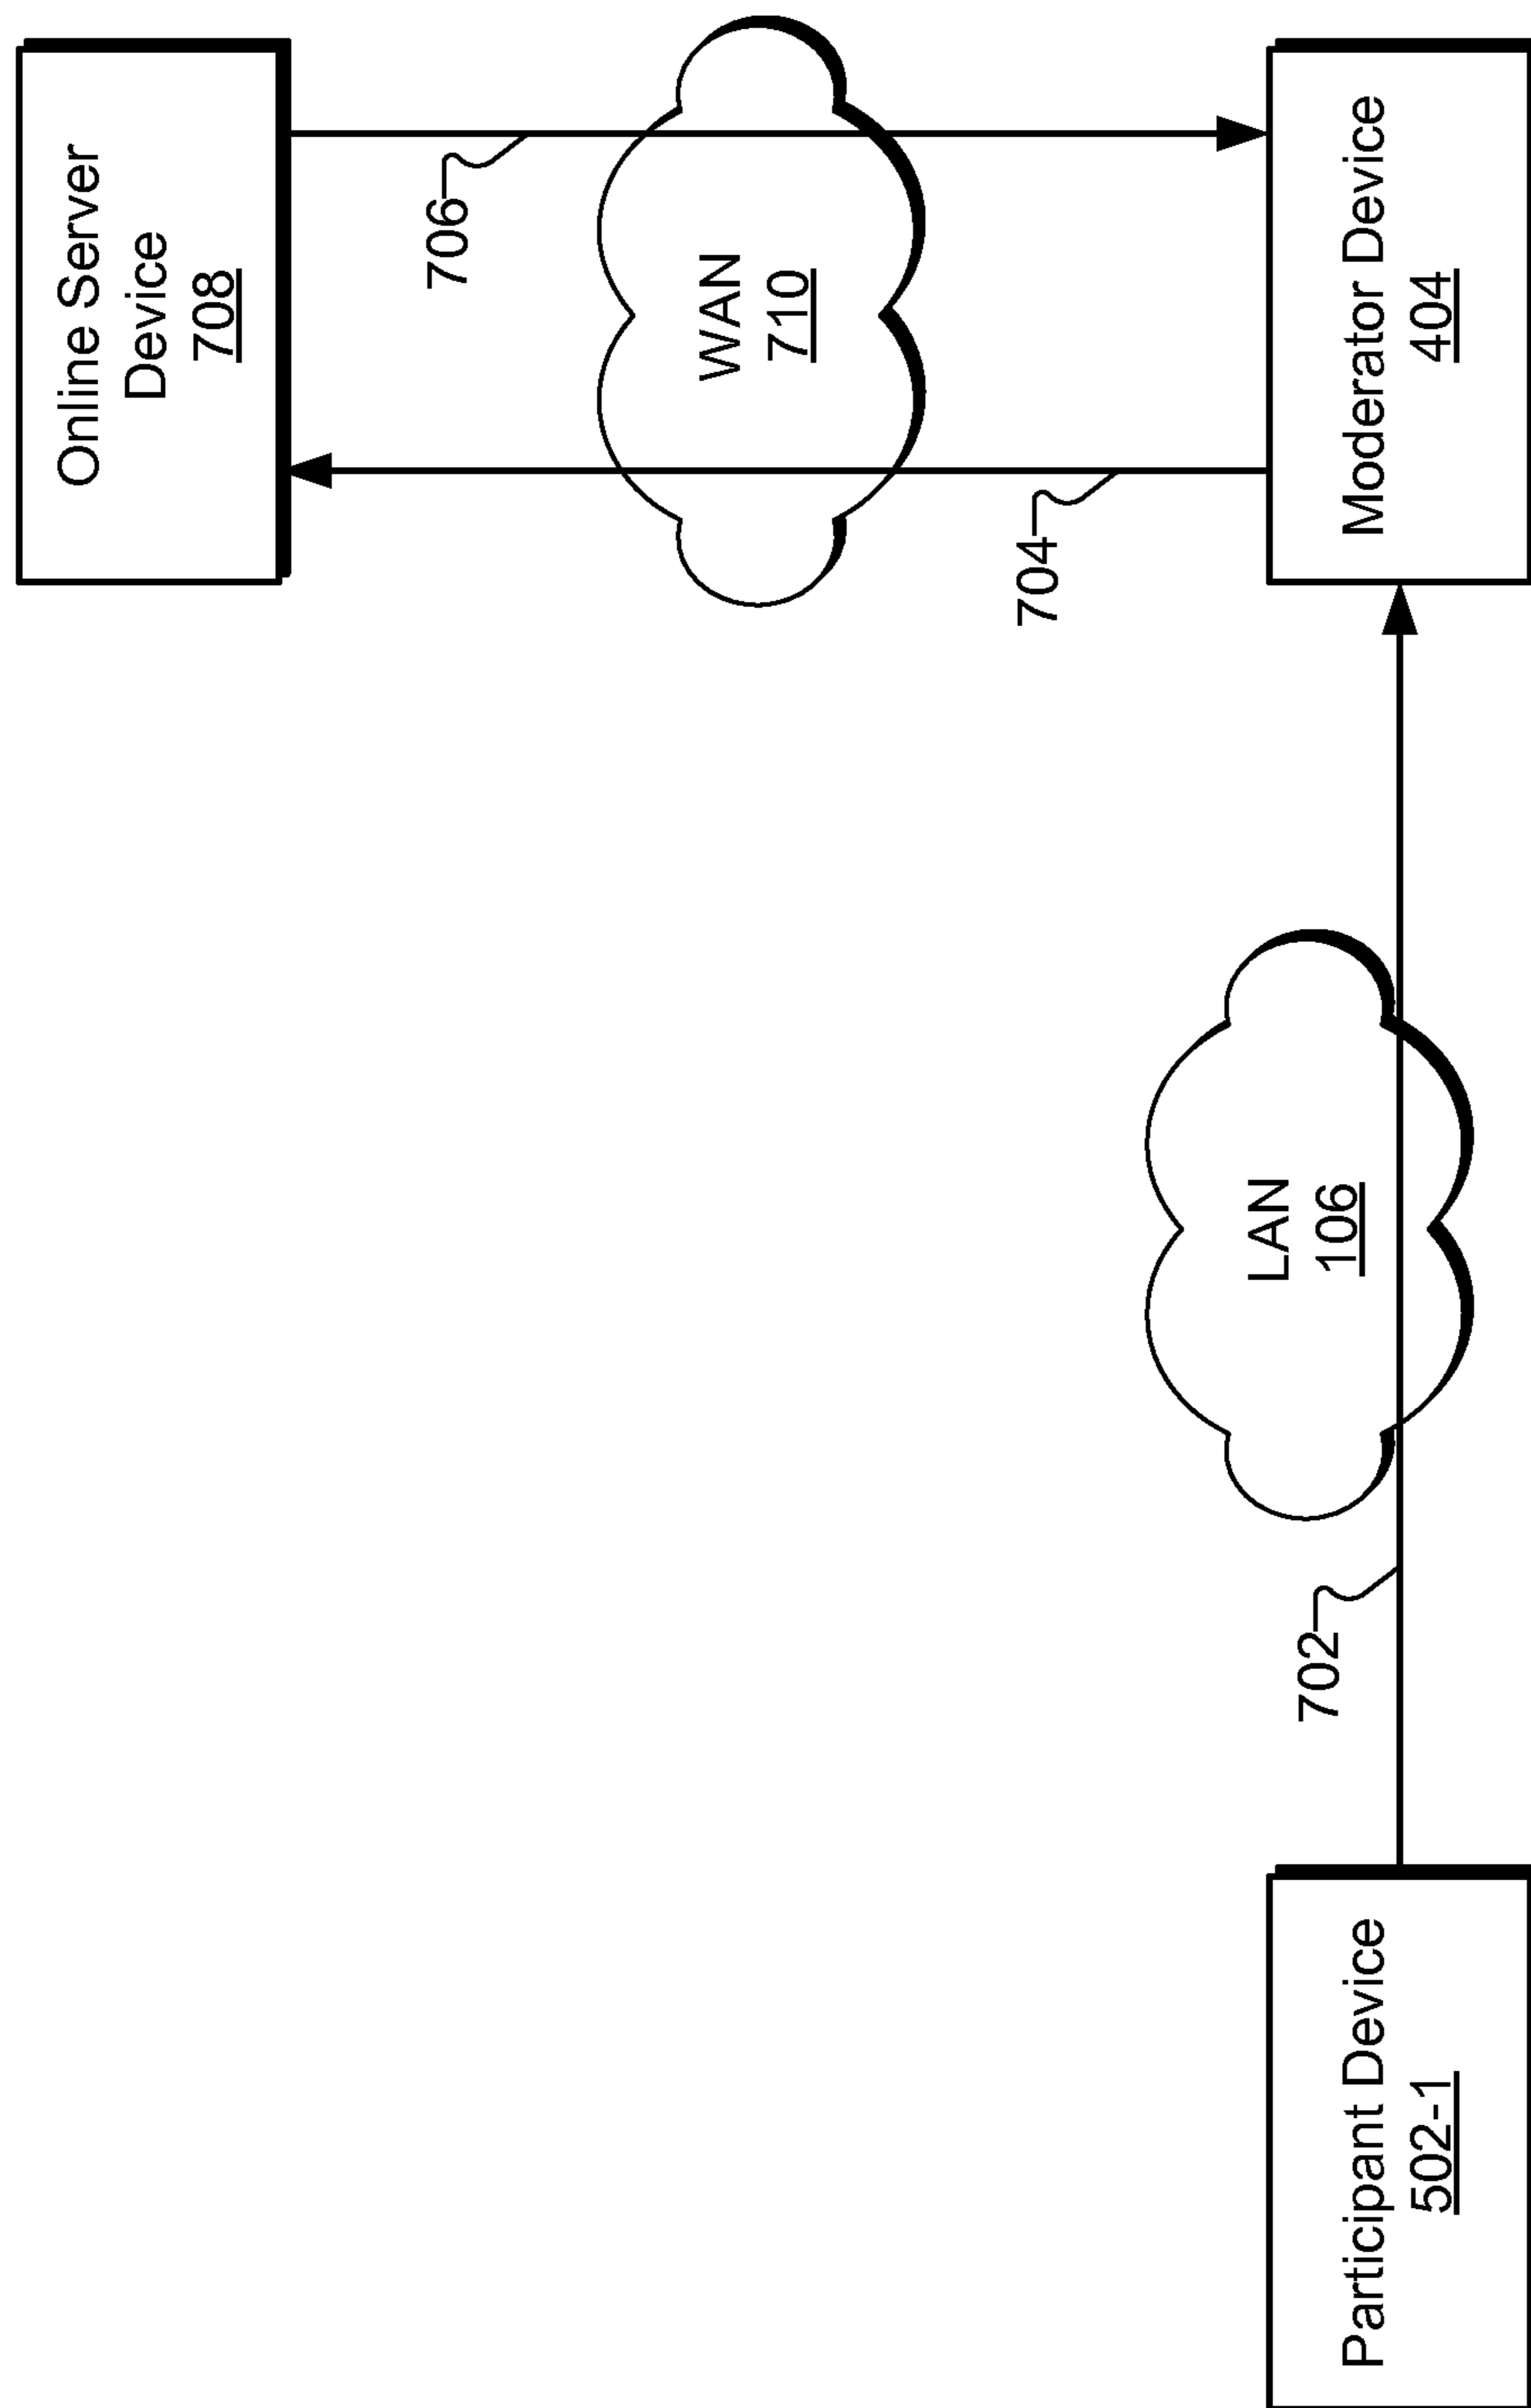 Online Server
Device
708
706
WAN
710
704
Moderator Device
404
LAN
106
702
Participant Device
502-1